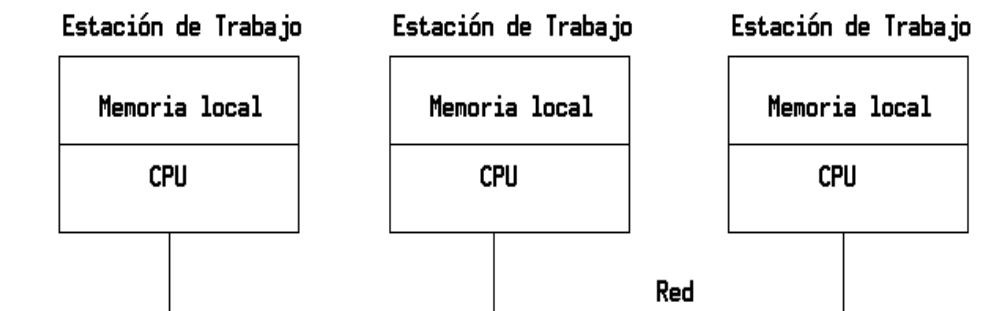 Estación de Trabajo
Memoria local
CPU
Estación de Trabajo
Memoria local
CPU
Estación de Trabajo
Memoria local
CPU
Red